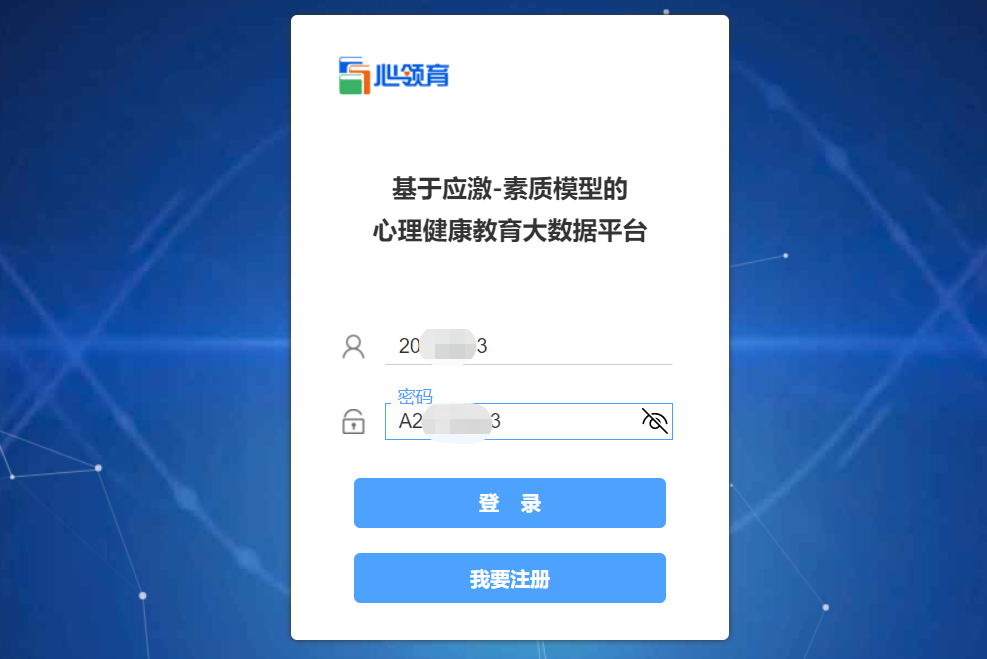 心领育
基于应激-素质模型的
心理健康教育大数据平台
20 3
密码
A2 3
登 录
我要注册